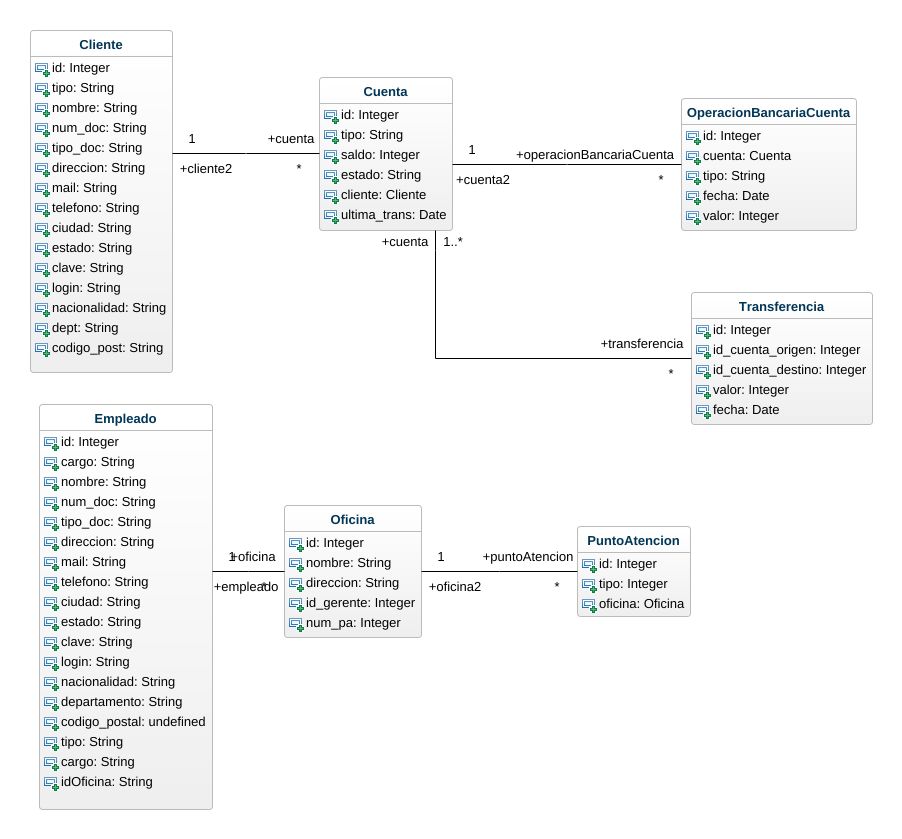 Cliente
id: Integer
tipo: String
nombre: String
num_doc: String
tipo_doc: String
direccion: String
mail: String
telefono: String
ciudad: String
estado: String
clave: String
login: String
nacionalidad: String
dept: String
codigo_post: String
1
+cuenta
+cliente2
*
Cuenta
id: Integer
tipo: String
saldo: Integer
estado: String
cliente: Cliente
ultima_trans: Date
1
+operacionBancariaCuenta
+cuenta2
*
OperacionBancariaCuenta
id: Integer
cuenta: Cuenta
tipo: String
fecha: Date
valor: Integer
+cuenta
1..*
+transferencia
*
Transferencia
id: Integer
id_cuenta_origen: Integer
id_cuenta_destino: Integer
valor: Integer
fecha: Date
Empleado
id: Integer
cargo: String
nombre: String
num_doc: String
tipo_doc: String
direccion: String
mail: String
telefono: String
ciudad: String
estado: String
clave: String
login: String
nacionalidad: String
departamento: String
codigo_postal: undefined
tipo: String
cargo: String
idOficina: String
1
+oficina
+empleado
*
Oficina
id: Integer
nombre: String
direccion: String
id_gerente: Integer
num_pa: Integer
1
+puntoAtencion
+oficina2
*
PuntoAtencion
id: Integer
tipo: Integer
oficina: Oficina